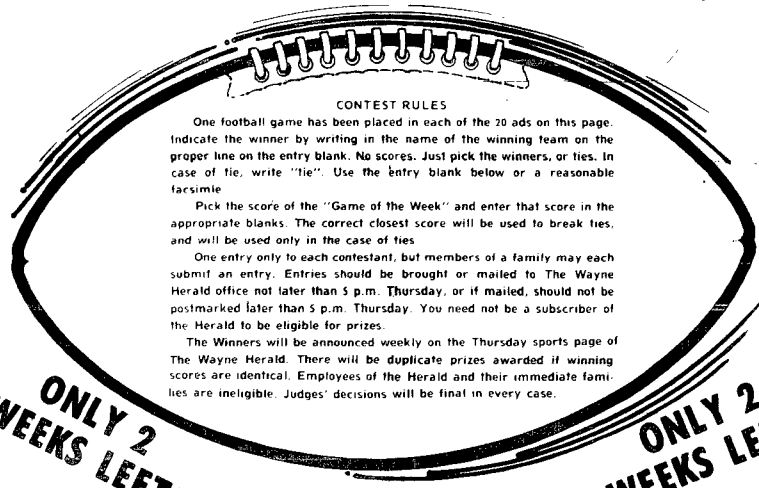 CONTEST RULES
One football game has been placed in each of the 20 ads on this page.
Indicate the winner by writing in the name of the winning team on the
proper line on the entry blank. No scores. Just pick the winners, or ties. In
case of tie, write "tie". Use the entry blank below or a reasonable
facsimle
Pick the score of the "Game of the Week" and enter that score in the
appropriate blanks. The correct closest score will be used to break ties,
and will be used only in the case of ties
One entry only to each contestant, but members of a family may each
submit an entry. Entries should be brought or mailed to The Wayne
Herald office not later than 5 p.m. Thursday, or if mailed, should not be
postmarked later than 5 p.m. Thursday. You need not be a subscriber of
the Herald to be eligible for prizes.
The Winners will be announced weekly on the Thursday sports page of
The Wayne Herald. There will be duplicate prizes awarded if winning
scores are identical. Employees of the Herald and their immediate fami-
lies are ineligible. Judges' decisions will be final in every case.
ONLY 2
WEEKS LEFT
ONLY 2
WEEKS LE